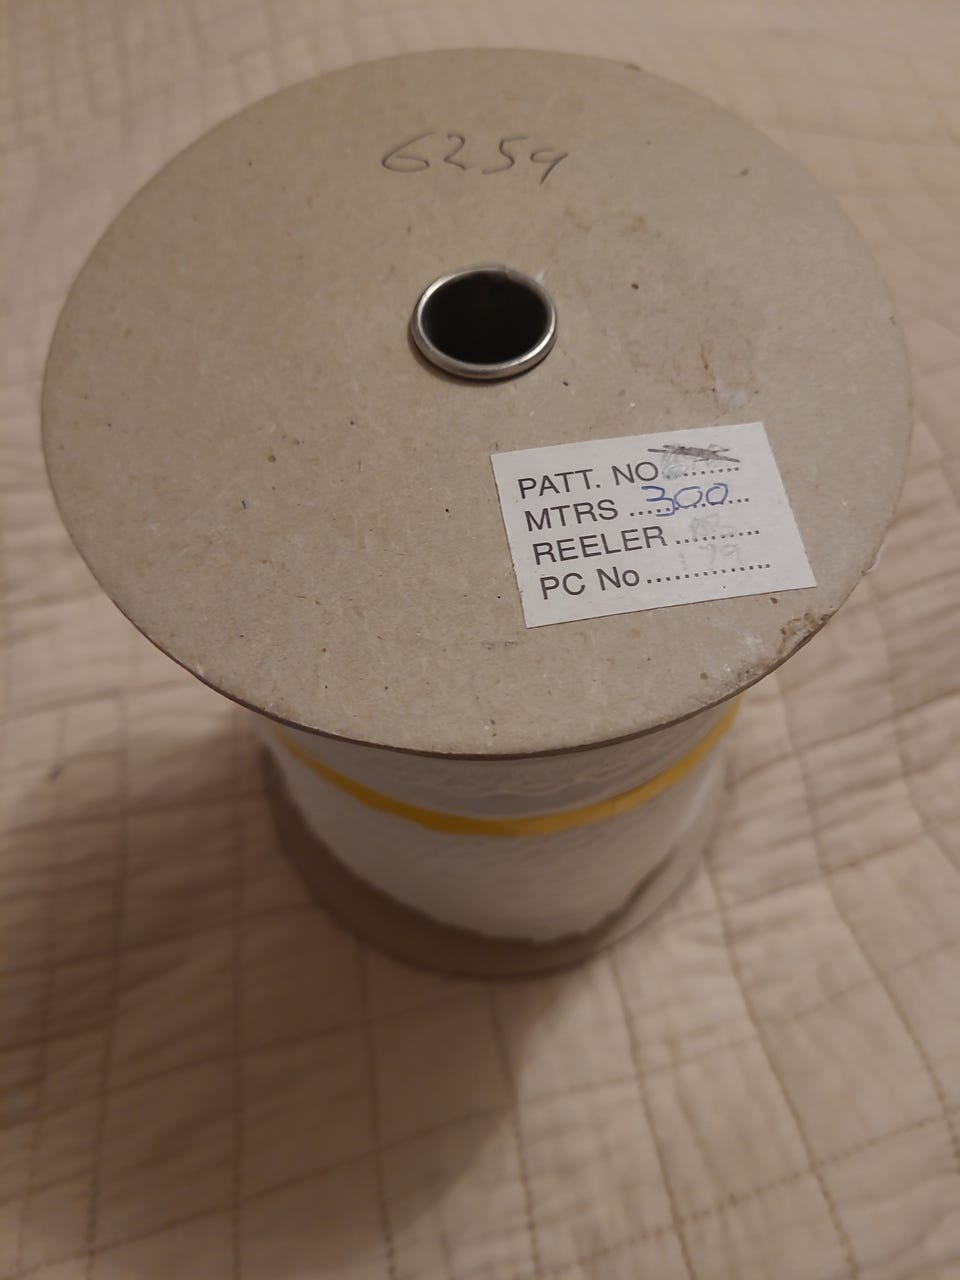 6259
PATT. NO...........
MTRS ......300...
REELER ..........
PC No..............